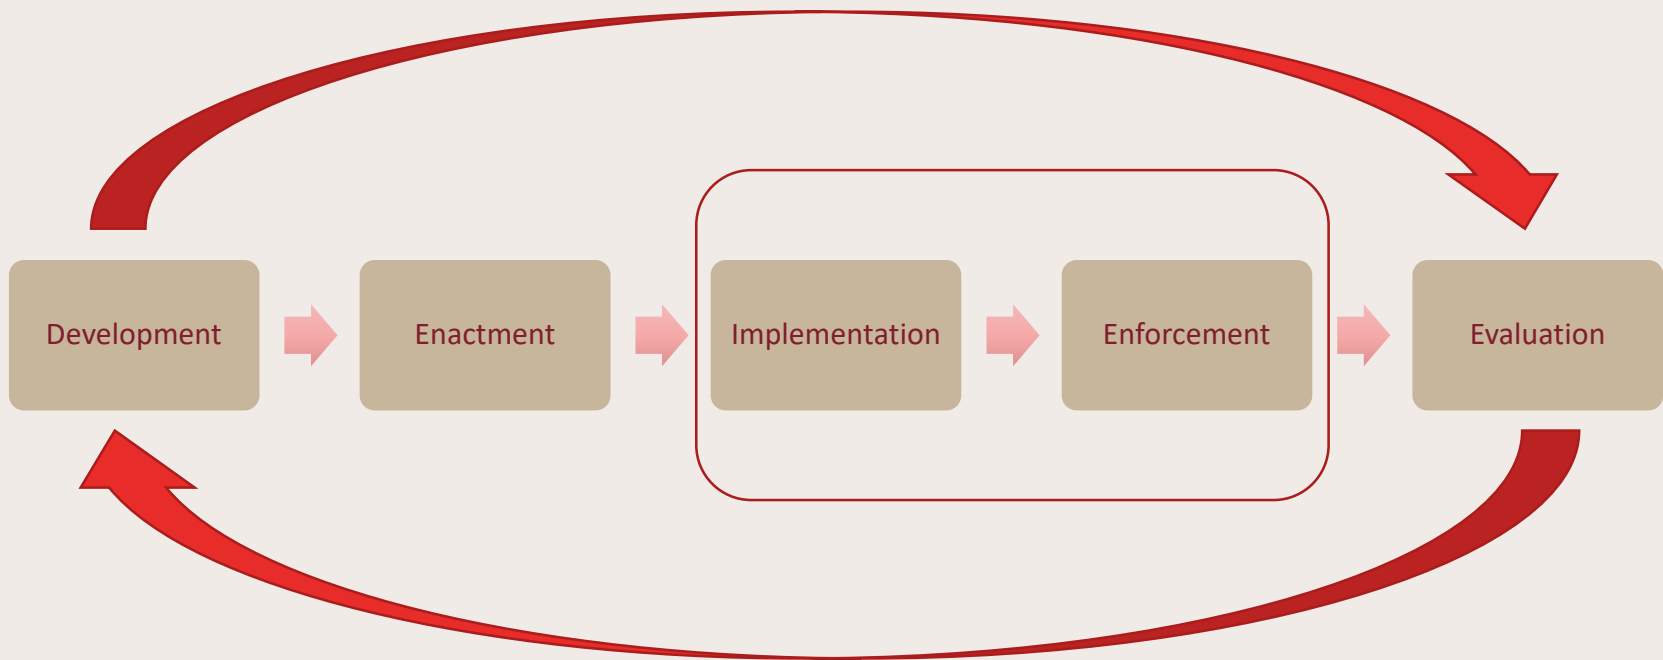 Development
Enactment
Implementation
Enforcement
Evaluation